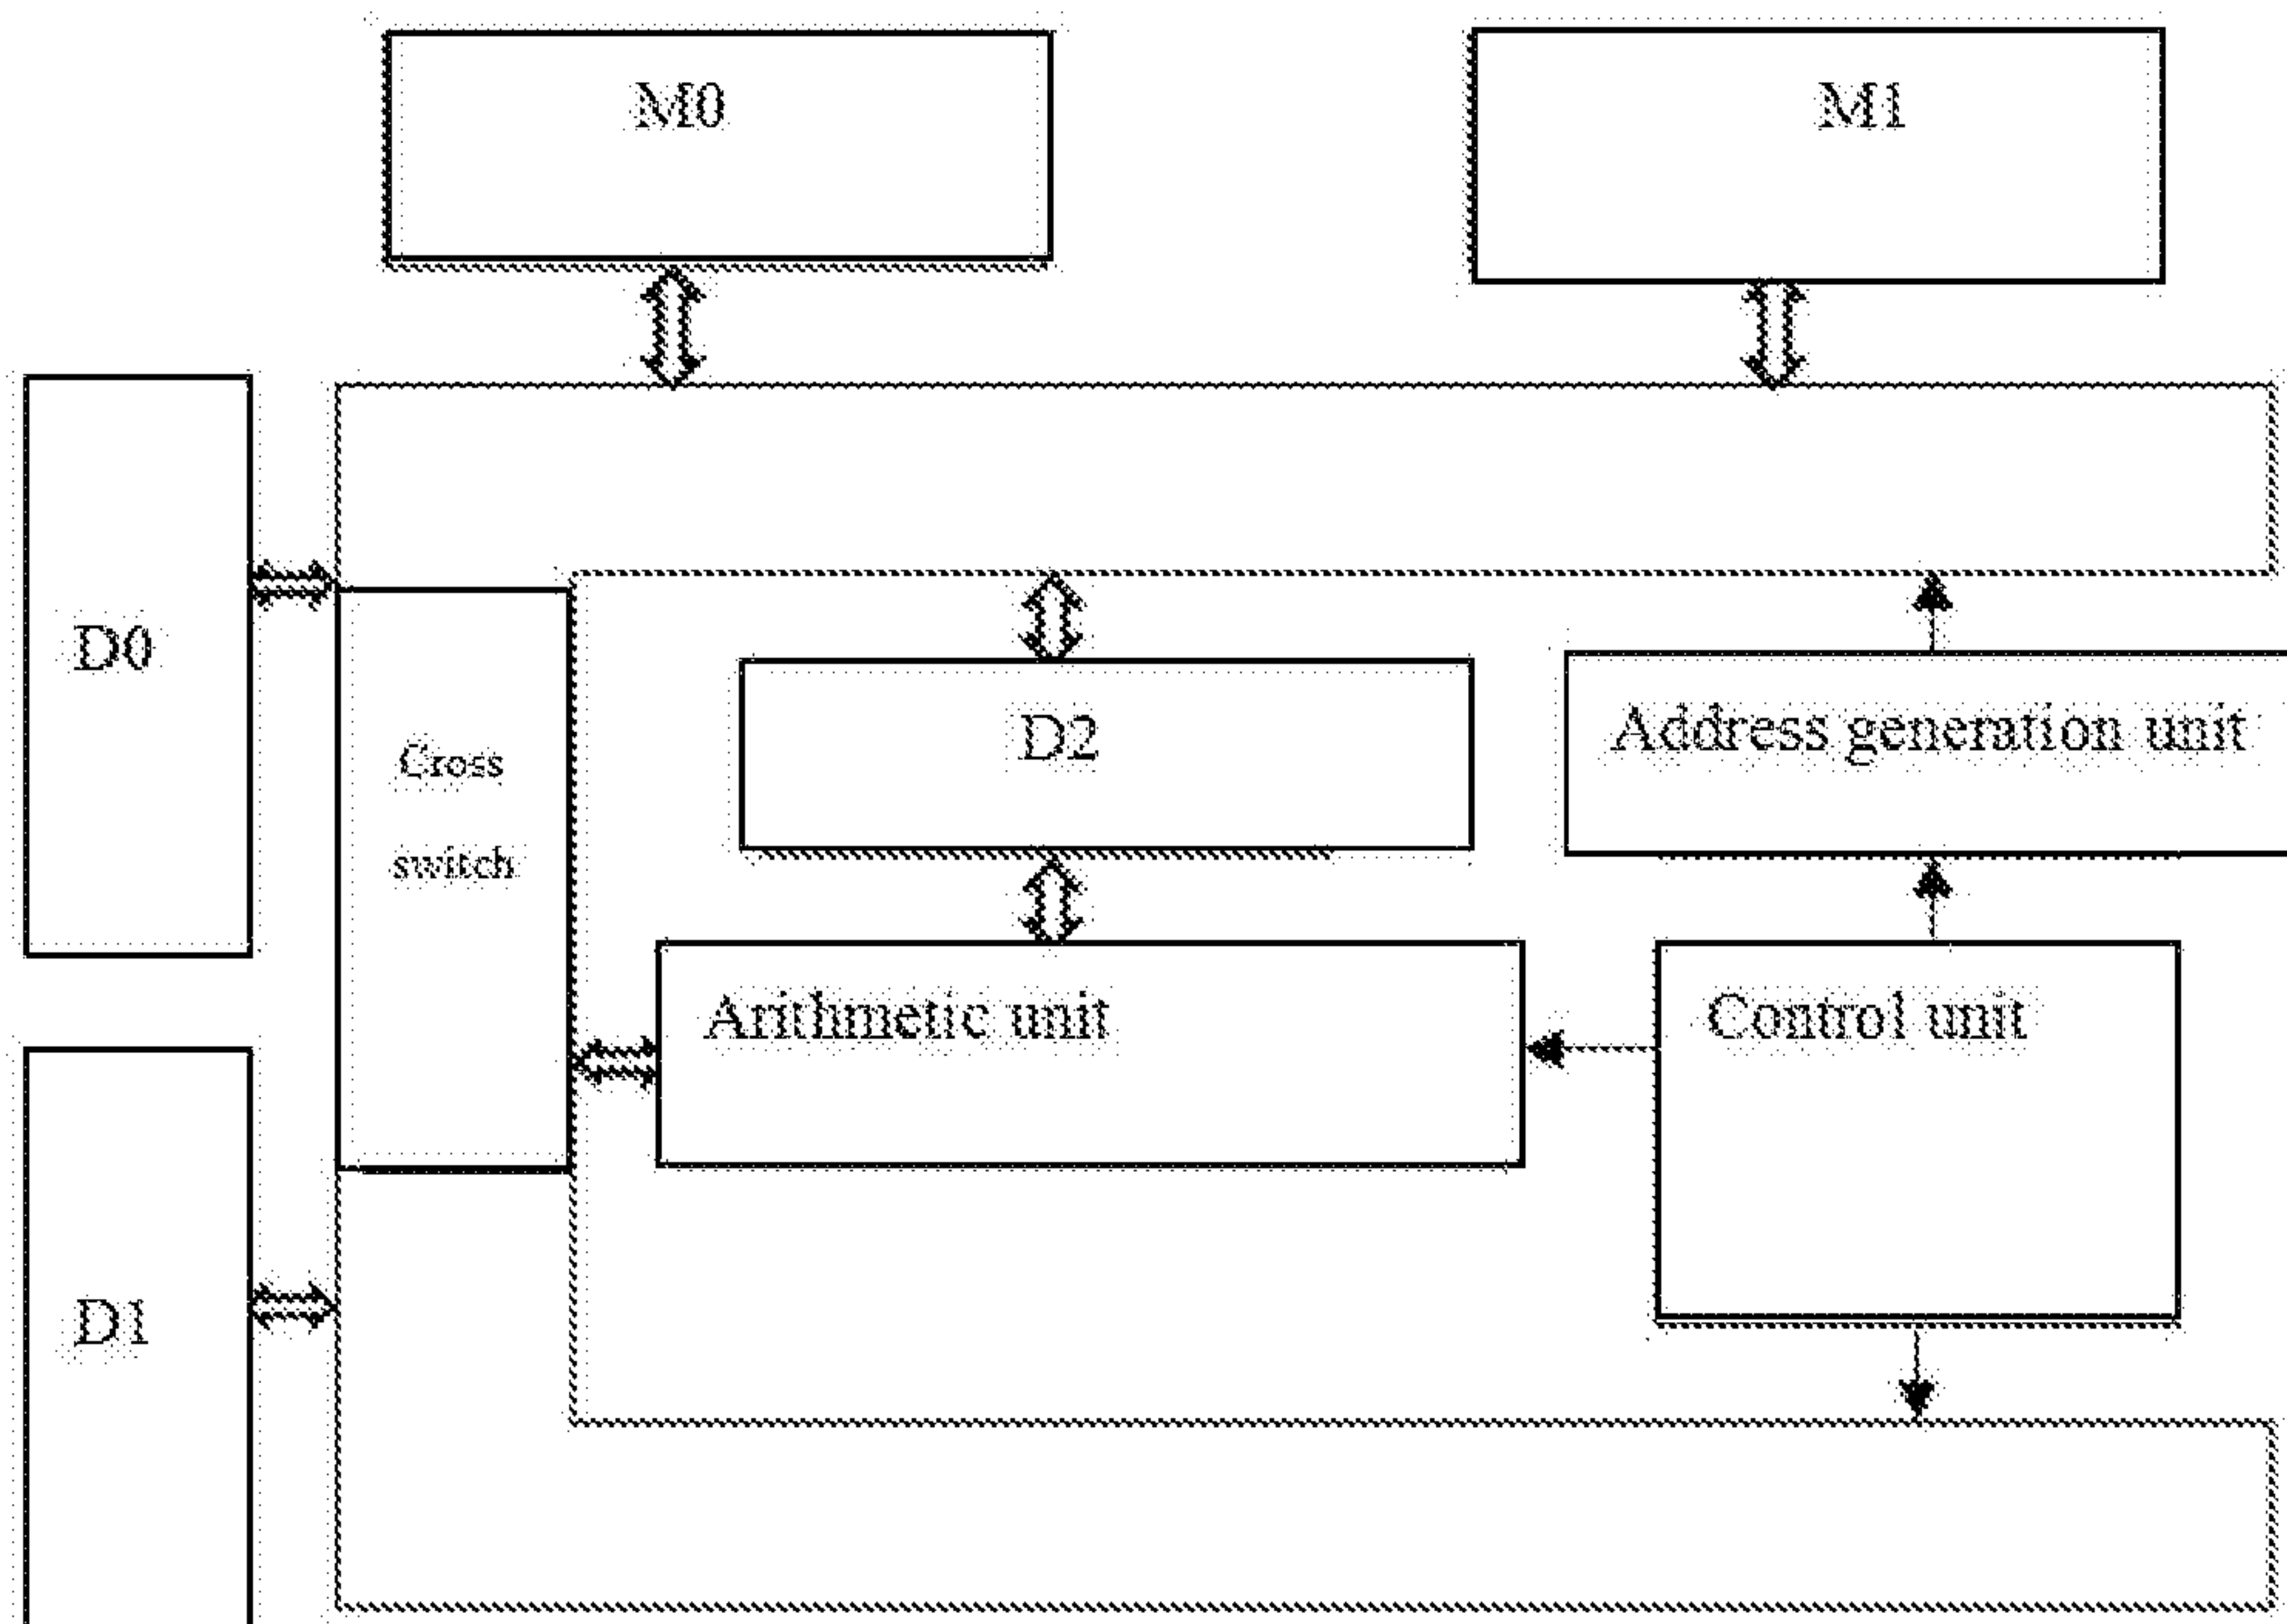 M0
M1
D0
Cross
switch
D2
Address generation unit
Arithmetic unit
Control unit
D1